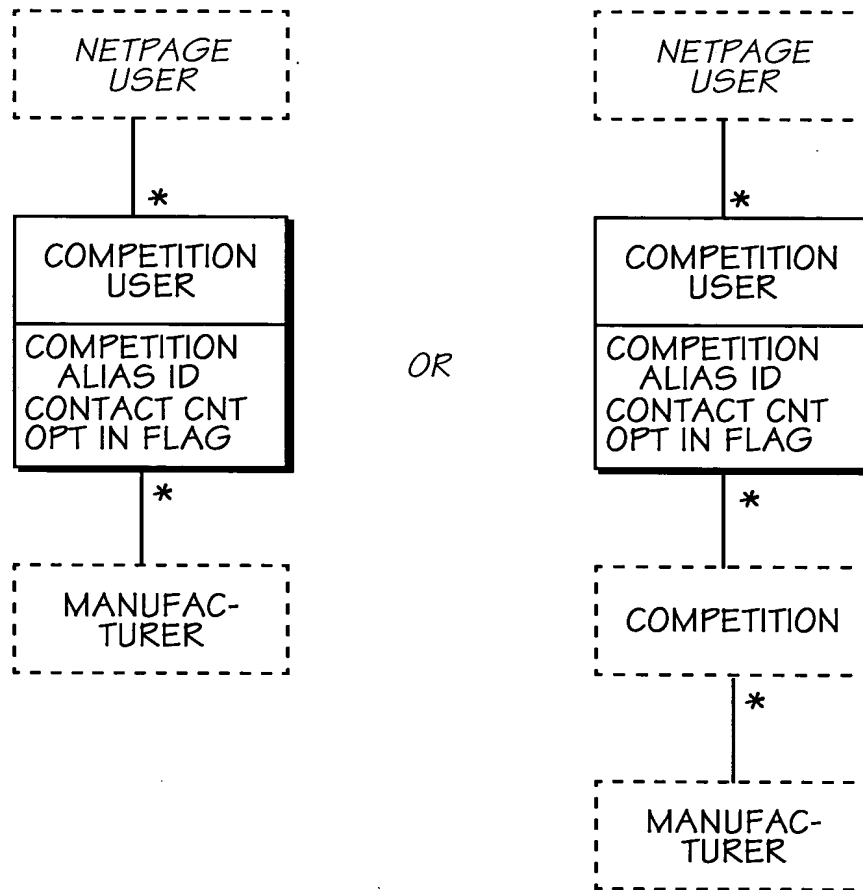 NETPAGE
USER
*
COMPETITION
USER
COMPETITION
ALIAS ID
CONTACT CNT
OPT IN FLAG
*
MANUFAC-
TURER
OR
NETPAGE
USER
*
COMPETITION
USER
COMPETITION
ALIAS ID
CONTACT CNT
OPT IN FLAG
*
COMPETITION
*
MANUFAC-
TURER